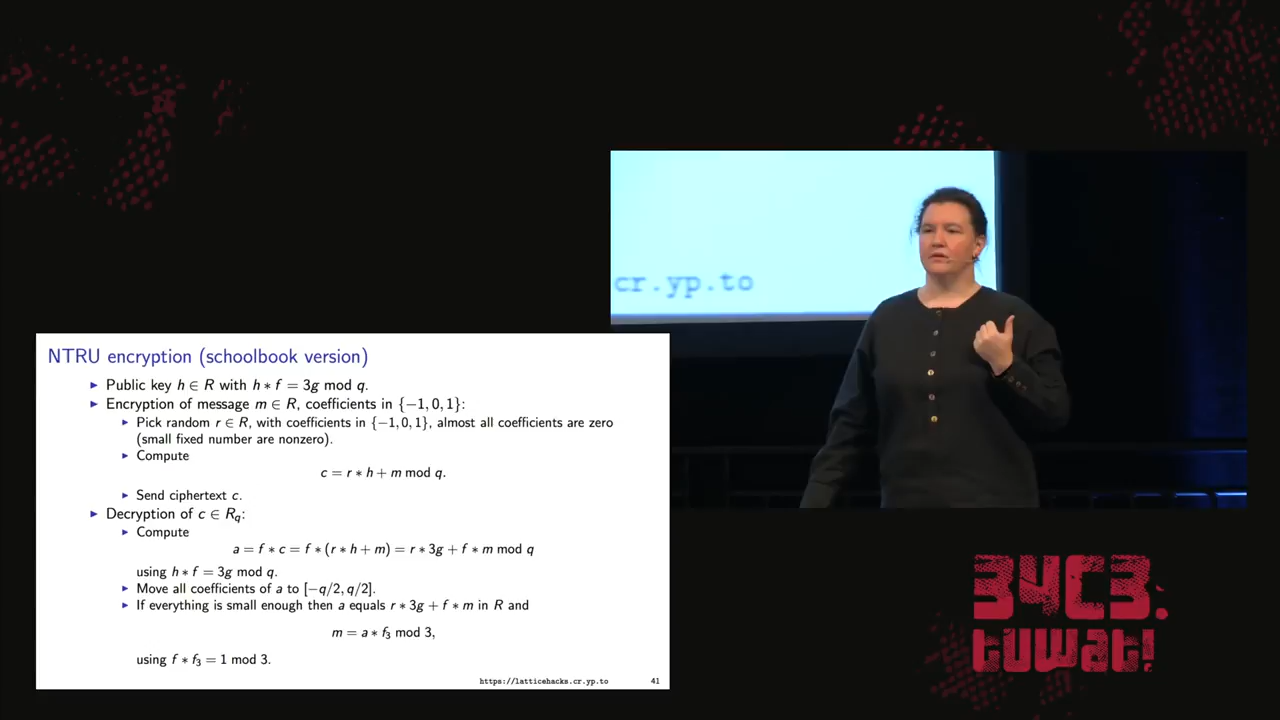 cr.yp.to
NTRU encryption (schoolbook version)
▶ Public key h ∈ R with h ∗ f = 3g mod q.
▶ Encryption of message m ∈ R, coefficients in {−1, 0, 1}:
▶ Pick random r ∈ R, with coefficients in {−1, 0, 1}, almost all coefficients are zero
(small fixed number are nonzero).
▶ Compute
c = r ∗ h + m mod q.
▶ Send ciphertext c.
▶ Decryption of c ∈ R_q:
▶ Compute
a = f ∗ c = f ∗ (r ∗ h + m) = r ∗ 3g + f ∗ m mod q
using h ∗ f = 3g mod q.
▶ Move all coefficients of a to [−q/2, q/2].
▶ If everything is small enough then a equals r ∗ 3g + f ∗ m in R and
m = a ∗ f₃ mod 3,
using f ∗ f₃ = 1 mod 3.
https://latticehacks.cr.yp.to 41
34C3.
tuwat!